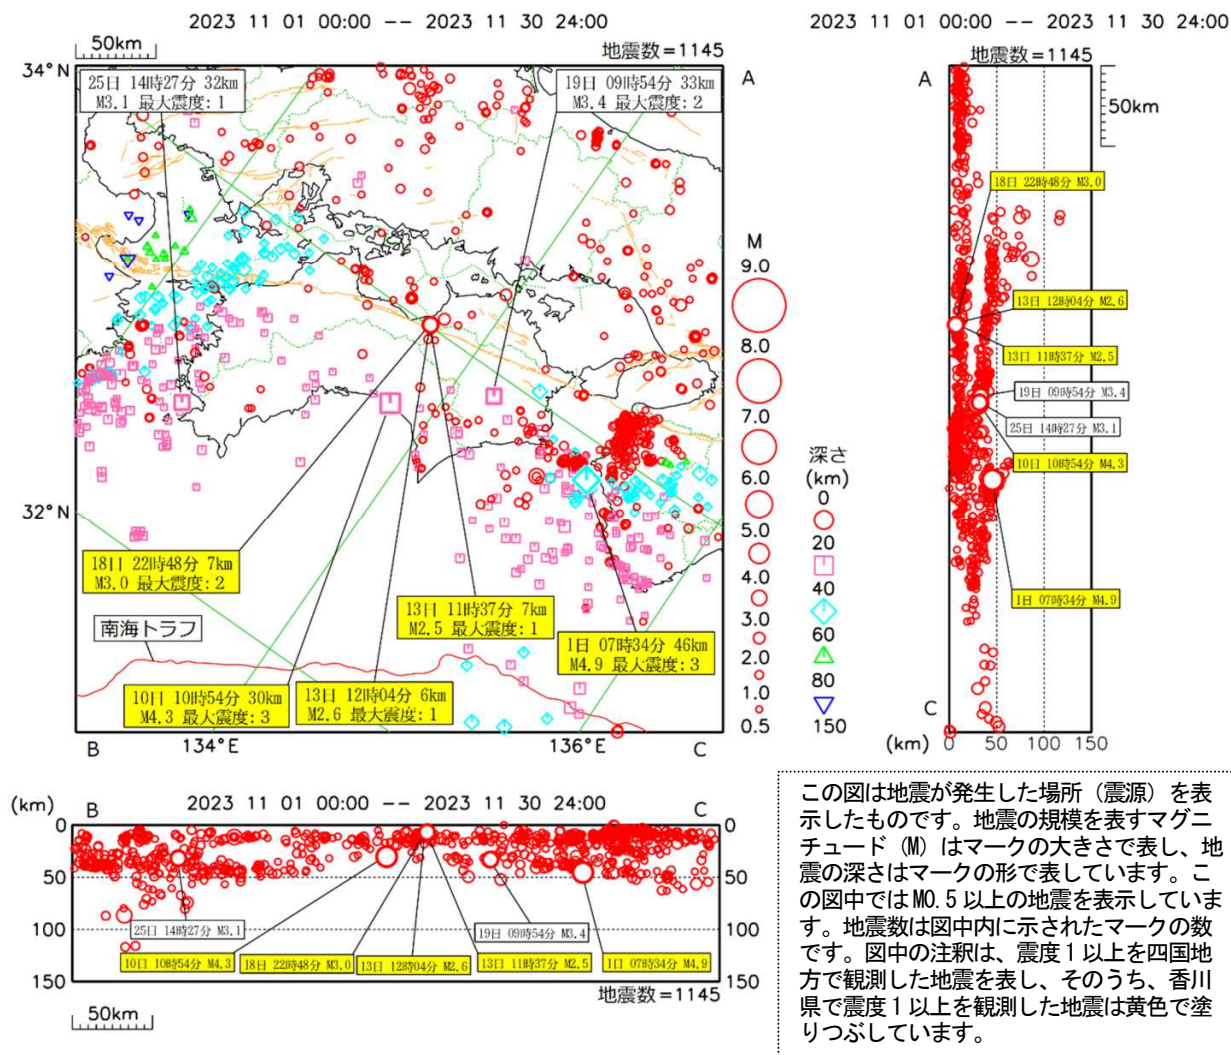 2023 11 01 00:00 -- 2023 11 30 24:00
50km
地震数=1145
34°N
25日 14時27分 32km
M3.1 最大震度:1
19日 09時54分 33km
M3.4 最大震度:2
A
32°N
18日 22時48分 7km
M3.0 最大震度:2
13日 11時37分 7km
M2.5 最大震度:1
南海トラフ
1日 07時34分 46km
M4.9 最大震度:3
10日 10時54分 30km
M4.3 最大震度:3
13日 12時04分 6km
M2.6 最大震度:1
B
134°E
136°E
C
M
9.0
8.0
7.0
6.0
5.0
4.0
3.0
2.0
1.0
0.5
深さ
(km)
0
20
40
60
80
150
2023 11 01 00:00 -- 2023 11 30 24:00
地震数=1145
A
50km
18日 22時48分 M3.0
13日 12時04分 M2.6
13日 11時37分 M2.5
19日 09時54分 M3.4
25日 14時27分 M3.1
10日 10時54分 M4.3
1日 07時34分 M4.9
C
(km) 0 50 100 150
(km) B 2023 11 01 00:00 -- 2023 11 30 24:00 C
0 0
50 50
100 100
150 150
25日 14時27分 M3.1
19日 09時54分 M3.4
10日 10時54分 M4.3
18日 22時48分 M3.0
13日 12時04分 M2.6
13日 11時37分 M2.5
1日 07時34分 M4.9
地震数=1145
50km
この図は地震が発生した場所（震源）を表
示したものです。地震の規模を表すマグニ
チュード（M）はマークの大きさで表し、地
震の深さはマークの形で表しています。こ
の図中ではM0.5以上の地震を表示していま
す。地震数は図中内に示されたマークの数
です。図中の注釈は、震度１以上を四国地
方で観測した地震を表し、そのうち、香川
県で震度１以上を観測した地震は黄色で塗
りつぶしています。